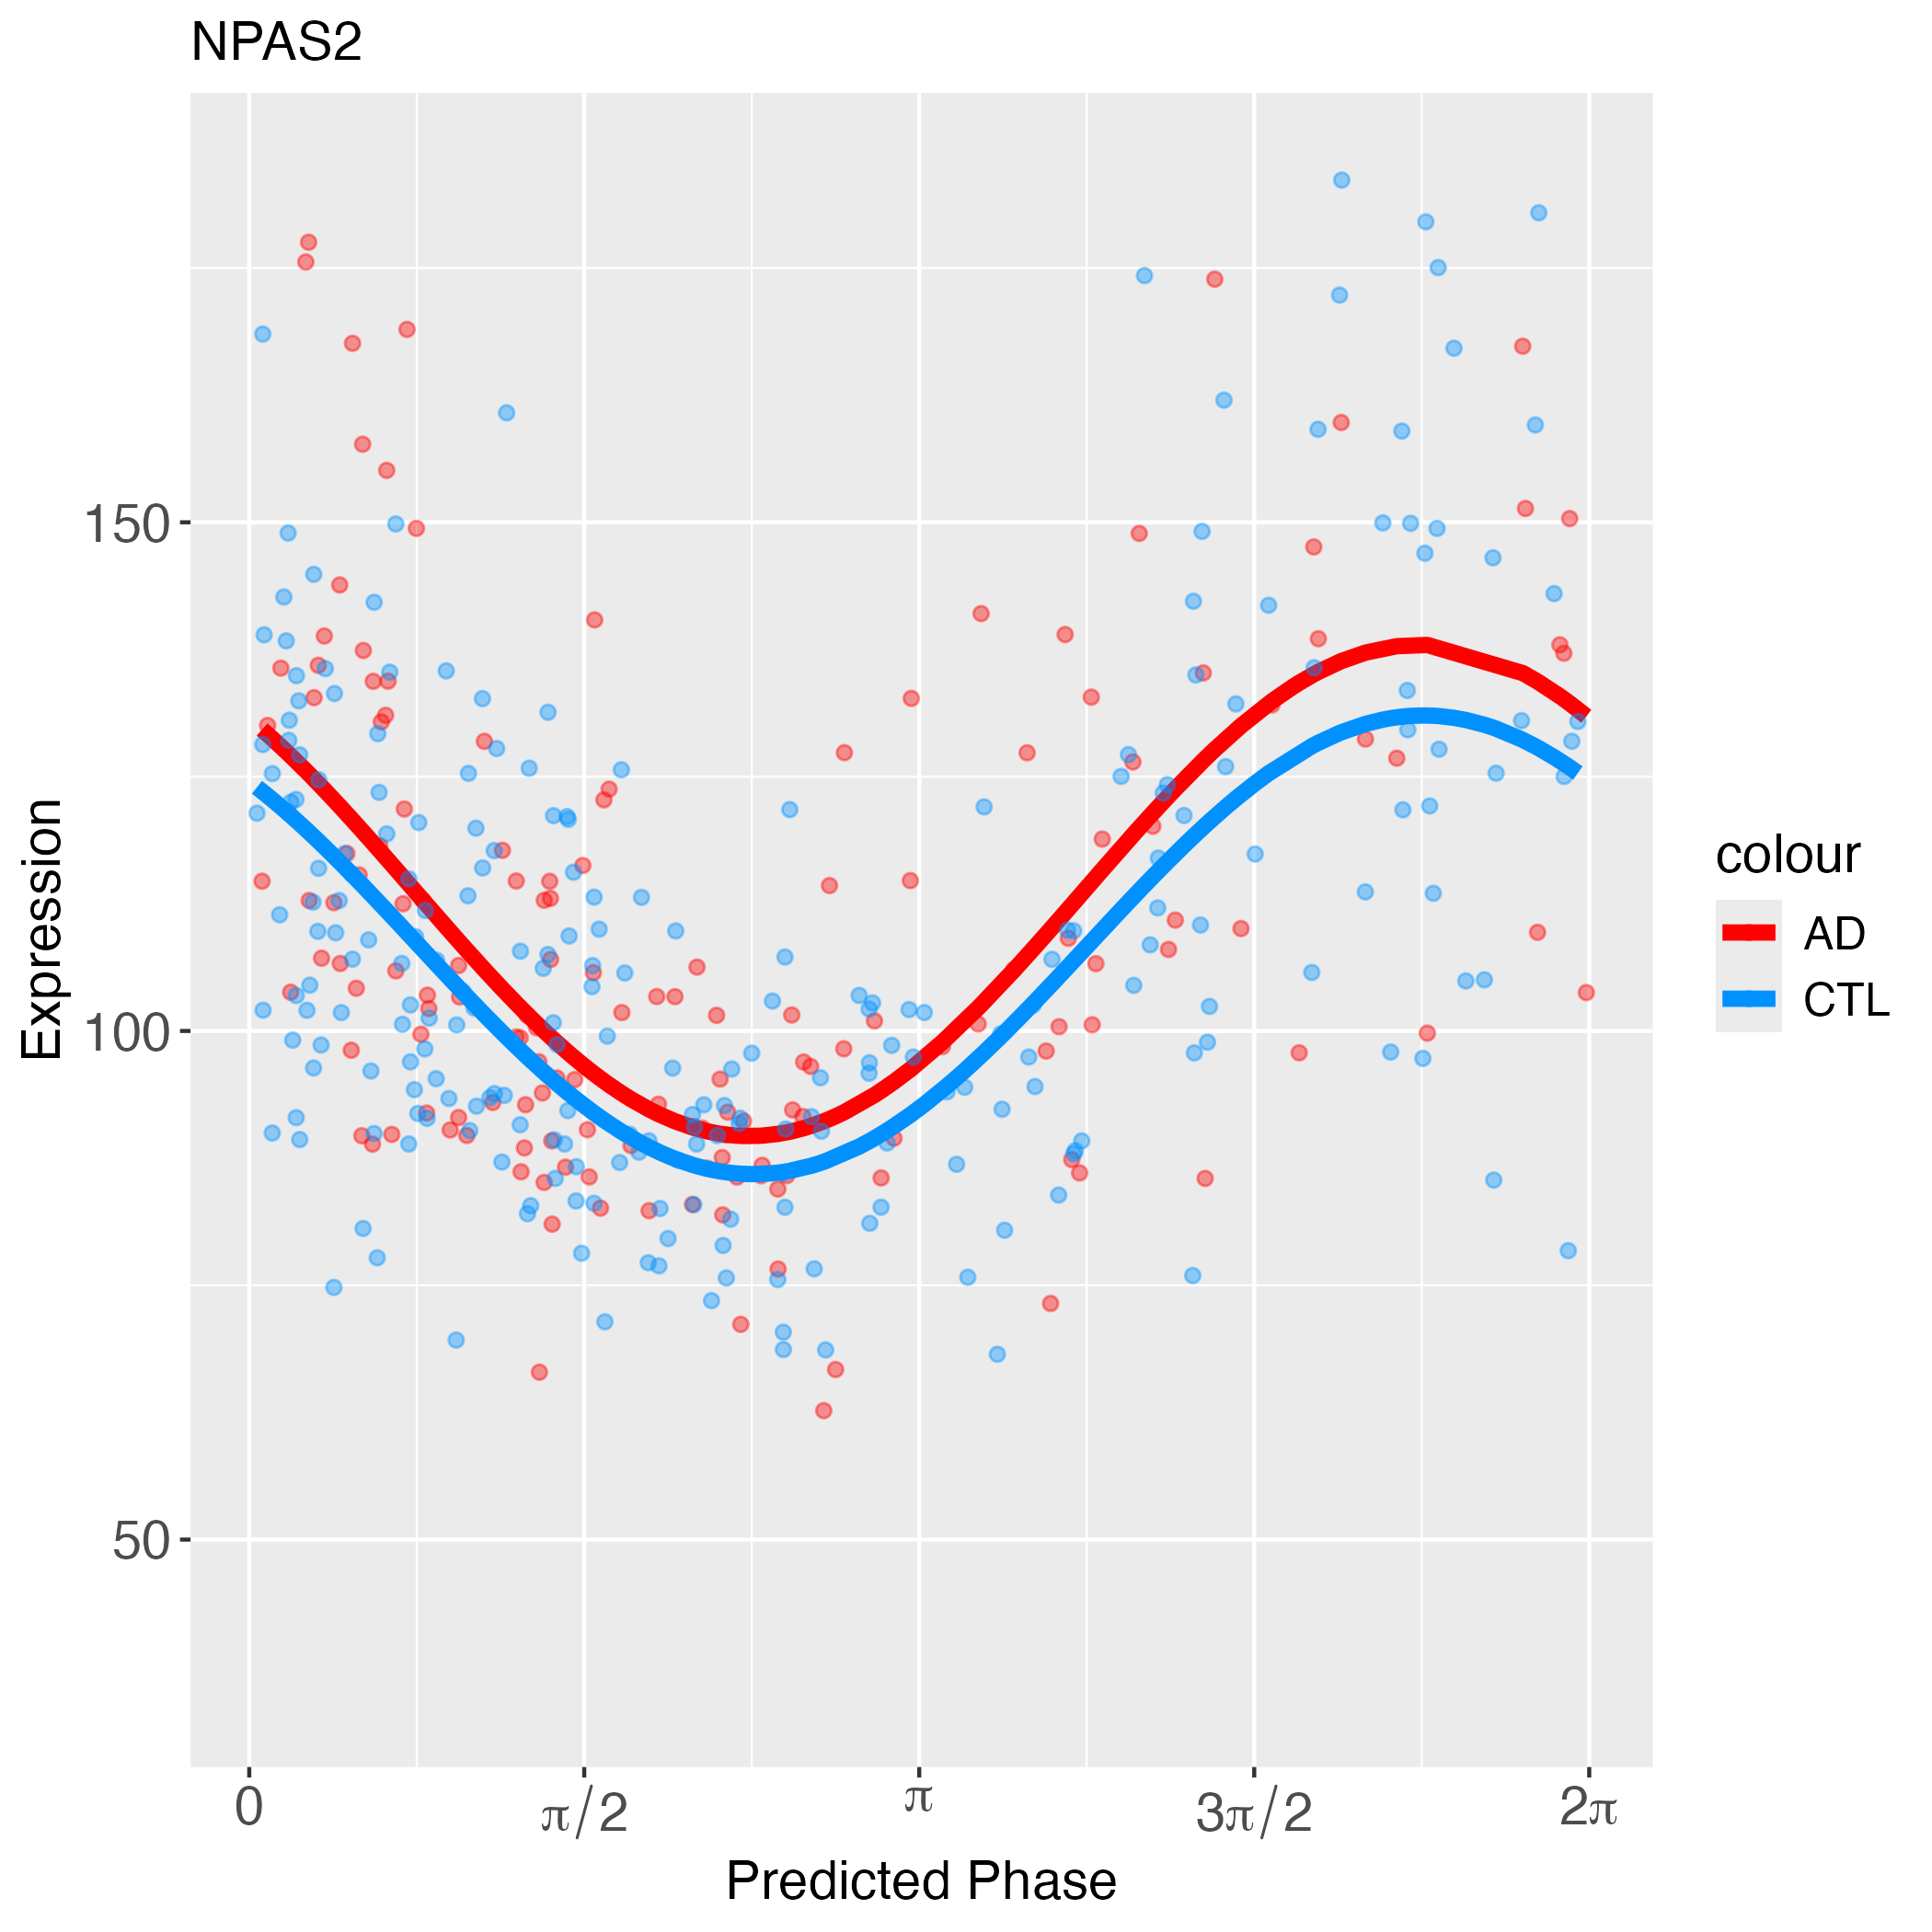 NPAS2
Expression
150
100
50
0
π/2
π
3π/2
2π
Predicted Phase
colour
AD
CTL